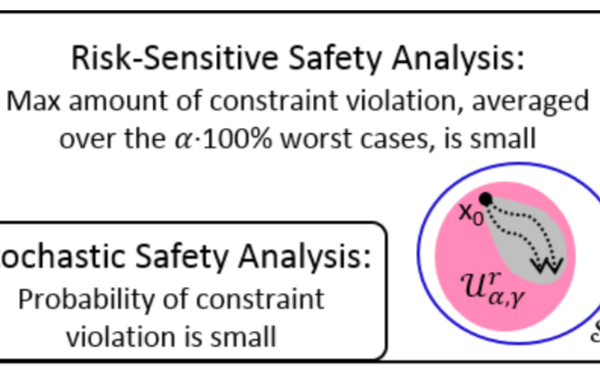 Risk-Sensitive Safety Analysis:
Max amount of constraint violation, averaged
over the α·100% worst cases, is small
x₀
𝒰ʳ_α,γ
ochastic Safety Analysis:
Probability of constraint
violation is small